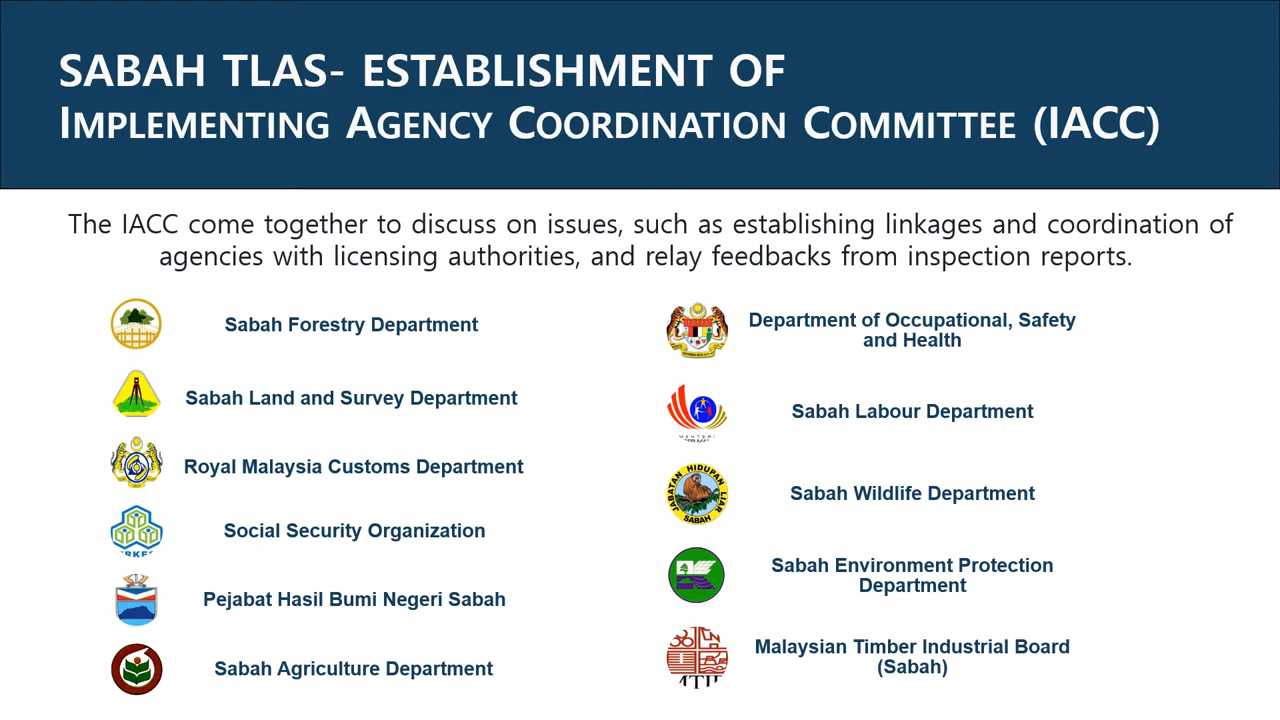 SABAH TLAS- ESTABLISHMENT OF
IMPLEMENTING AGENCY COORDINATION COMMITTEE (IACC)
The IACC come together to discuss on issues, such as establishing linkages and coordination of
agencies with licensing authorities, and relay feedbacks from inspection reports.
Sabah Forestry Department
Sabah Land and Survey Department
Royal Malaysia Customs Department
Social Security Organization
Pejabat Hasil Bumi Negeri Sabah
Sabah Agriculture Department
Department of Occupational, Safety
and Health
Sabah Labour Department
JABATAN HIDUPAN LIAR
SABAH
Sabah Wildlife Department
Sabah Environment Protection
Department
Malaysian Timber Industrial Board
(Sabah)